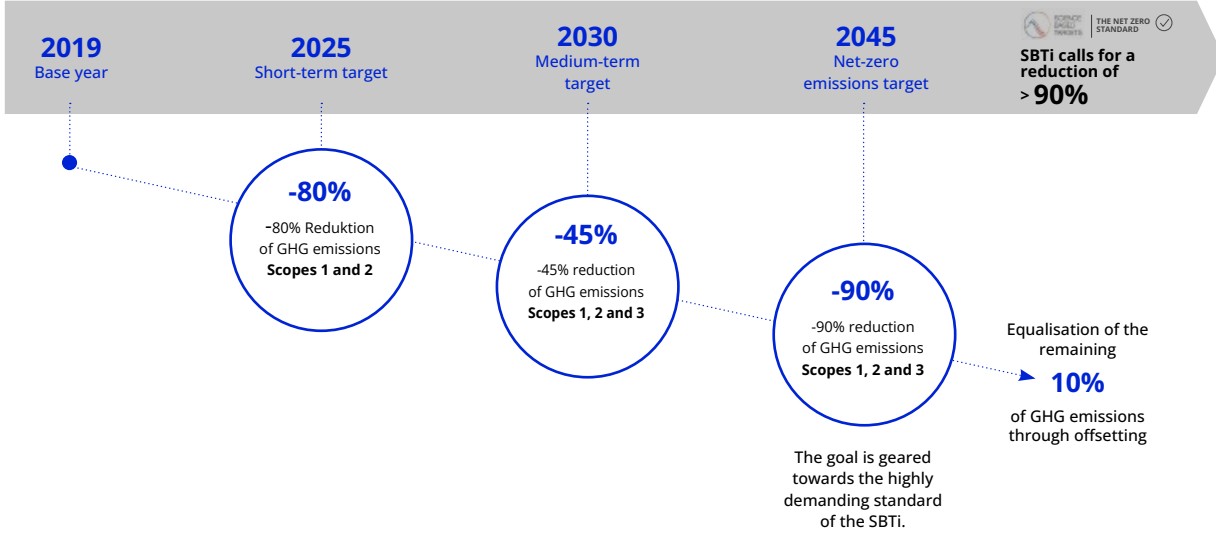 2019
Base year
2025
Short-term target
2030
Medium-term
target
2045
Net-zero
emissions target
SCIENCE
BASED
TARGETS
THE NET ZERO
STANDARD
SBTi calls for a
reduction of
> 90%
-80%
-80% Reduktion
of GHG emissions
Scopes 1 and 2
-45%
-45% reduction
of GHG emissions
Scopes 1, 2 and 3
-90%
-90% reduction
of GHG emissions
Scopes 1, 2 and 3
Equalisation of the
remaining
10%
of GHG emissions
through offsetting
The goal is geared
towards the highly
demanding standard
of the SBTi.